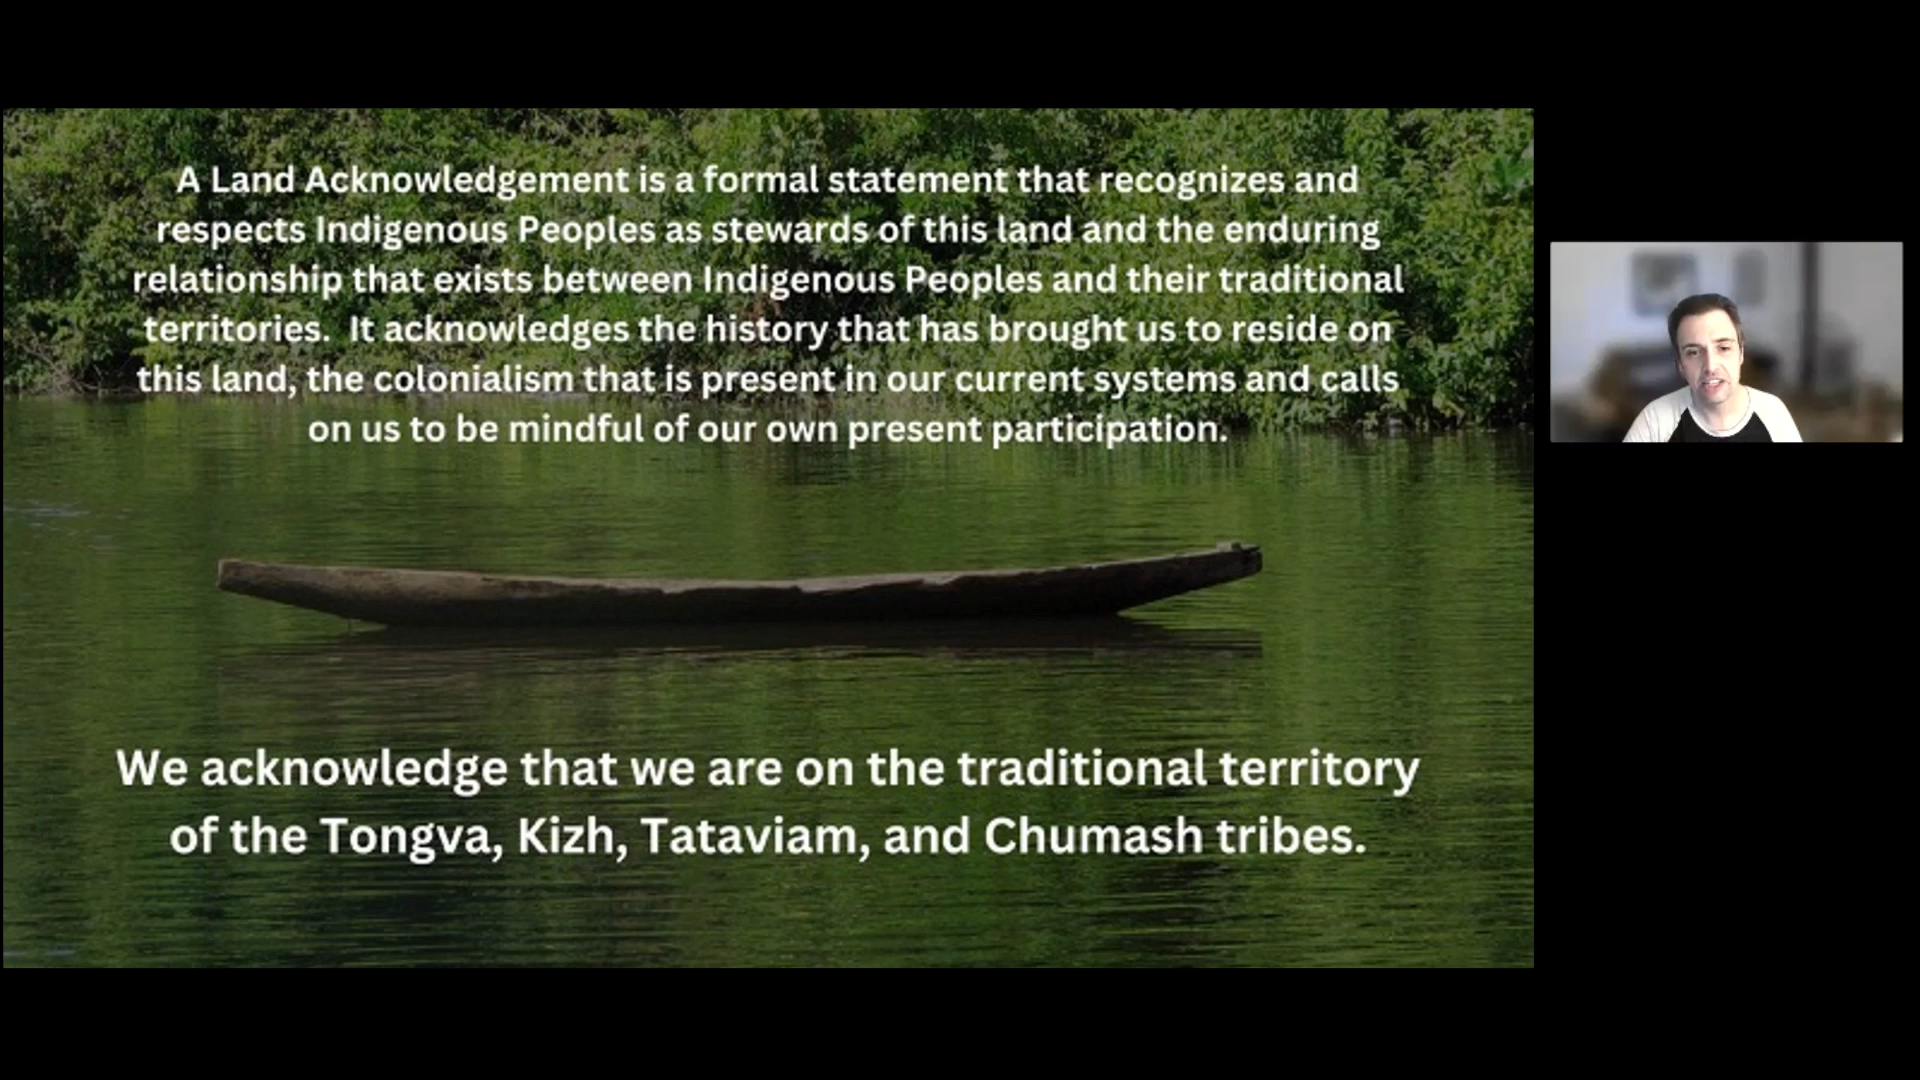 A Land Acknowledgement is a formal statement that recognizes and
respects Indigenous Peoples as stewards of this land and the enduring
relationship that exists between Indigenous Peoples and their traditional
territories.  It acknowledges the history that has brought us to reside on
this land, the colonialism that is present in our current systems and calls
on us to be mindful of our own present participation.
We acknowledge that we are on the traditional territory
of the Tongva, Kizh, Tataviam, and Chumash tribes.